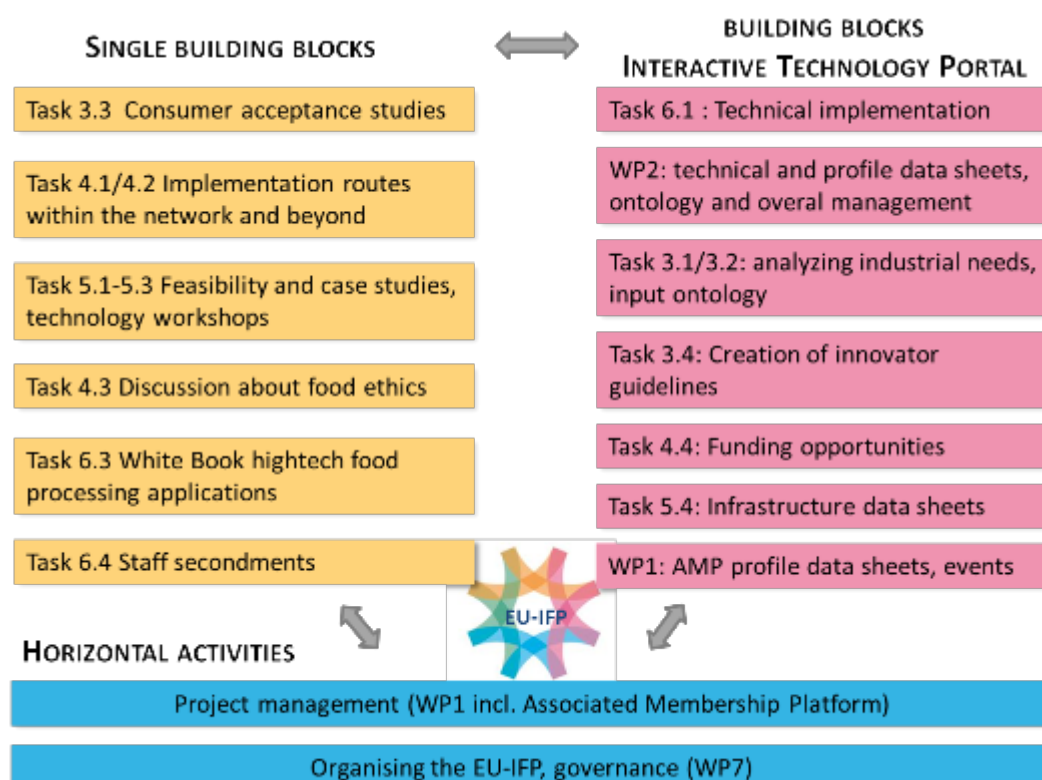 SINGLE BUILDING BLOCKS
Task 3.3 Consumer acceptance studies
Task 4.1/4.2 Implementation routes
within the network and beyond
Task 5.1-5.3 Feasibility and case studies,
technology workshops
Task 4.3 Discussion about food ethics
Task 6.3 White Book hightech food
processing applications
Task 6.4 Staff secondments
BUILDING BLOCKS
INTERACTIVE TECHNOLOGY PORTAL
Task 6.1 : Technical implementation
WP2: technical and profile data sheets,
ontology and overal management
Task 3.1/3.2: analyzing industrial needs,
input ontology
Task 3.4: Creation of innovator
guidelines
Task 4.4: Funding opportunities
Task 5.4: Infrastructure data sheets
WP1: AMP profile data sheets, events
EU-IFP
HORIZONTAL ACTIVITIES
Project management (WP1 incl. Associated Membership Platform)
Organising the EU-IFP, governance (WP7)